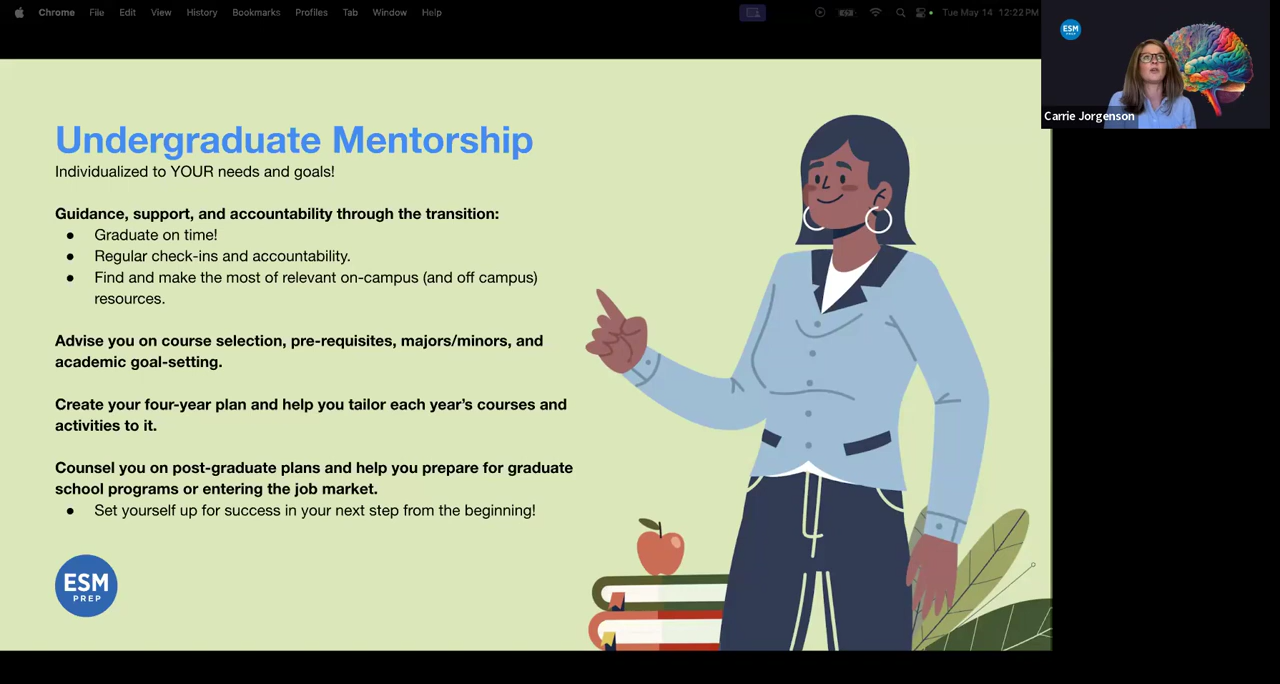 Chrome File Edit View History Bookmarks Profiles Tab Window Help
Tue May 14 12:22 PM
ESM
PREP
Carrie Jorgenson
Undergraduate Mentorship
Individualized to YOUR needs and goals!
Guidance, support, and accountability through the transition:
● Graduate on time!
● Regular check-ins and accountability.
● Find and make the most of relevant on-campus (and off campus)
resources.
Advise you on course selection, pre-requisites, majors/minors, and
academic goal-setting.
Create your four-year plan and help you tailor each year’s courses and
activities to it.
Counsel you on post-graduate plans and help you prepare for graduate
school programs or entering the job market.
● Set yourself up for success in your next step from the beginning!
ESM
PREP